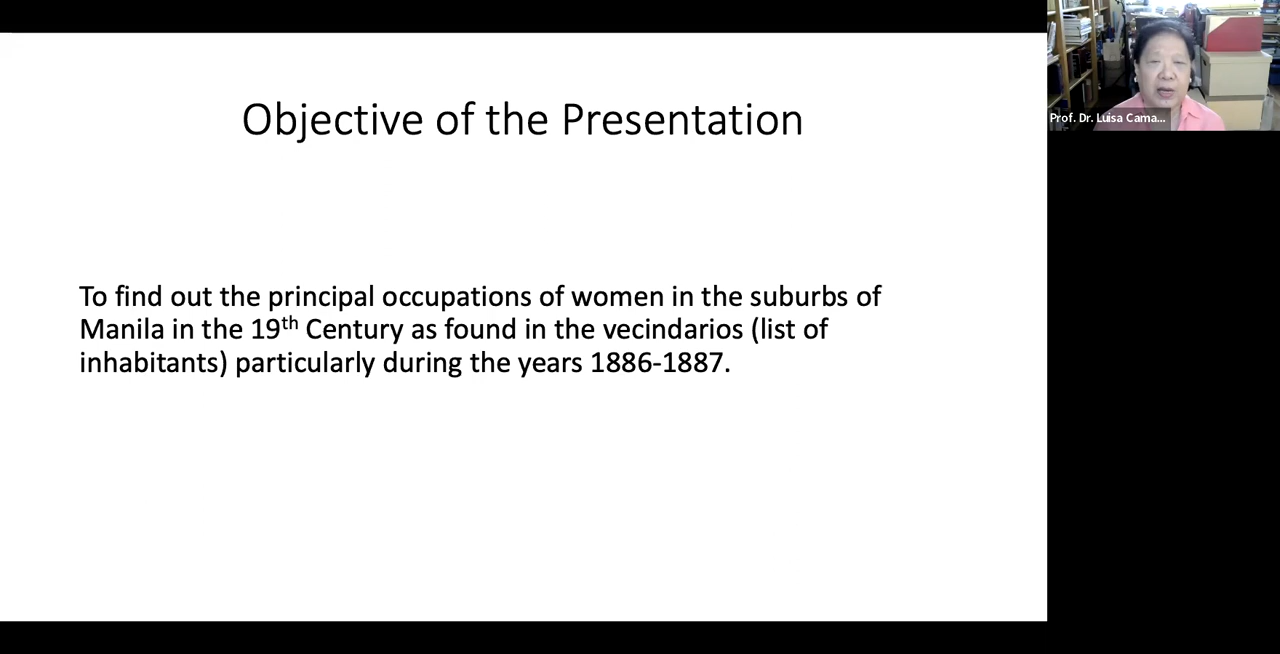 Objective of the Presentation
To find out the principal occupations of women in the suburbs of
Manila in the 19th Century as found in the vecindarios (list of
inhabitants) particularly during the years 1886-1887.
Prof. Dr. Luisa Cama...